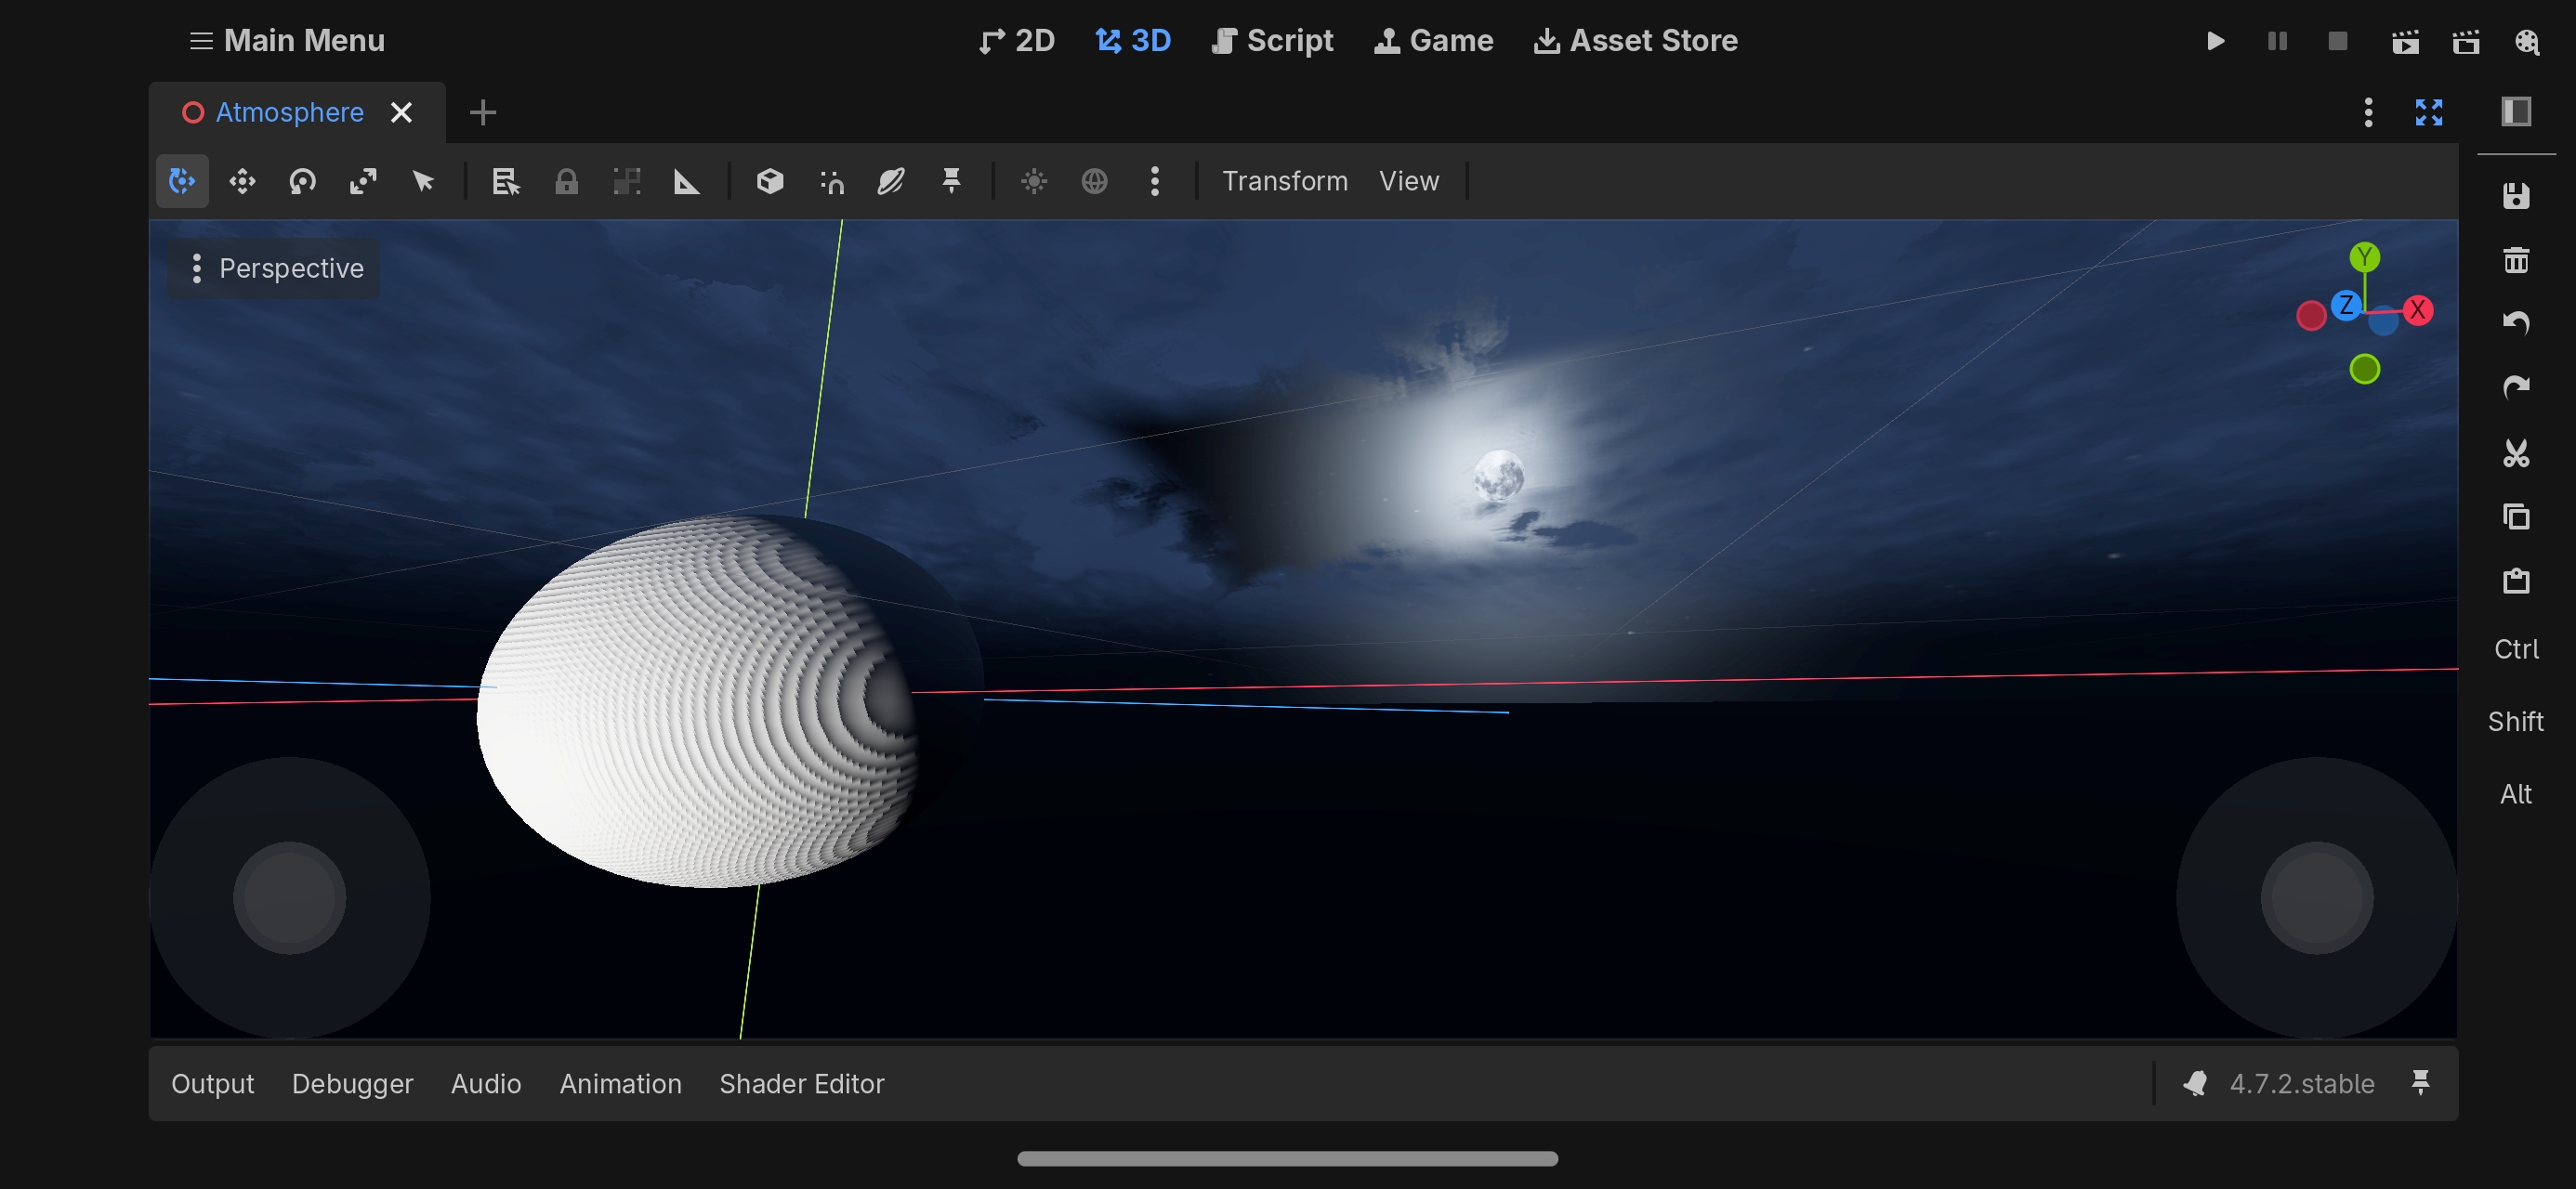 Main Menu
2D 3D Script Game Asset Store
Atmosphere
Transform View
Perspective
Y
Z X
Ctrl
Shift
Alt
Output Debugger Audio Animation Shader Editor 4.7.2.stable